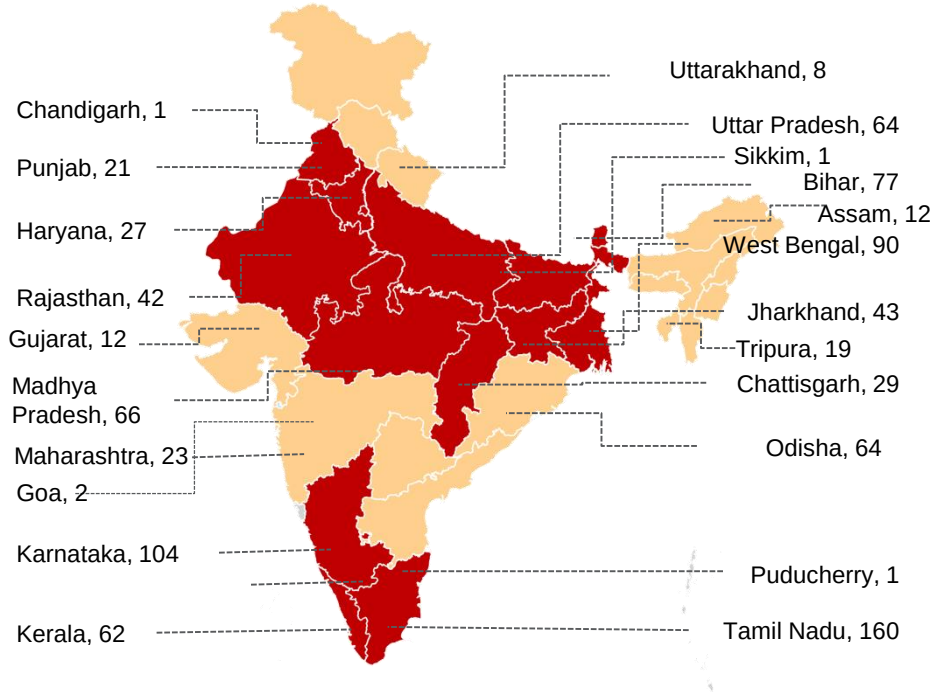 Uttarakhand, 8
Chandigarh, 1
Uttar Pradesh, 64
Sikkim, 1
Punjab, 21
Bihar, 77
Assam, 12
Haryana, 27
West Bengal, 90
Rajasthan, 42
Jharkhand, 43
Gujarat, 12
Tripura, 19
Madhya
Pradesh, 66
Chattisgarh, 29
Maharashtra, 23
Odisha, 64
Goa, 2
Karnataka, 104
Puducherry, 1
Kerala, 62
Tamil Nadu, 160